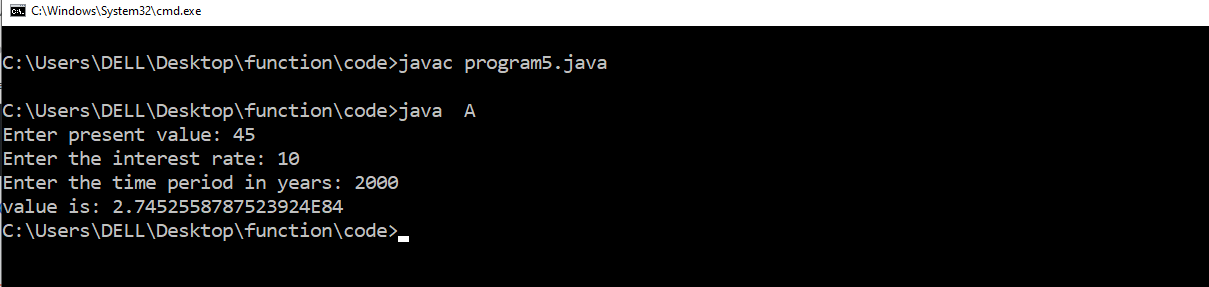 C:\Windows\System32\cmd.exe
C:\Users\DELL\Desktop\function\code>javac program5.java
C:\Users\DELL\Desktop\function\code>java  A
Enter present value: 45
Enter the interest rate: 10
Enter the time period in years: 2000
value is: 2.7452558787523924E84
C:\Users\DELL\Desktop\function\code>